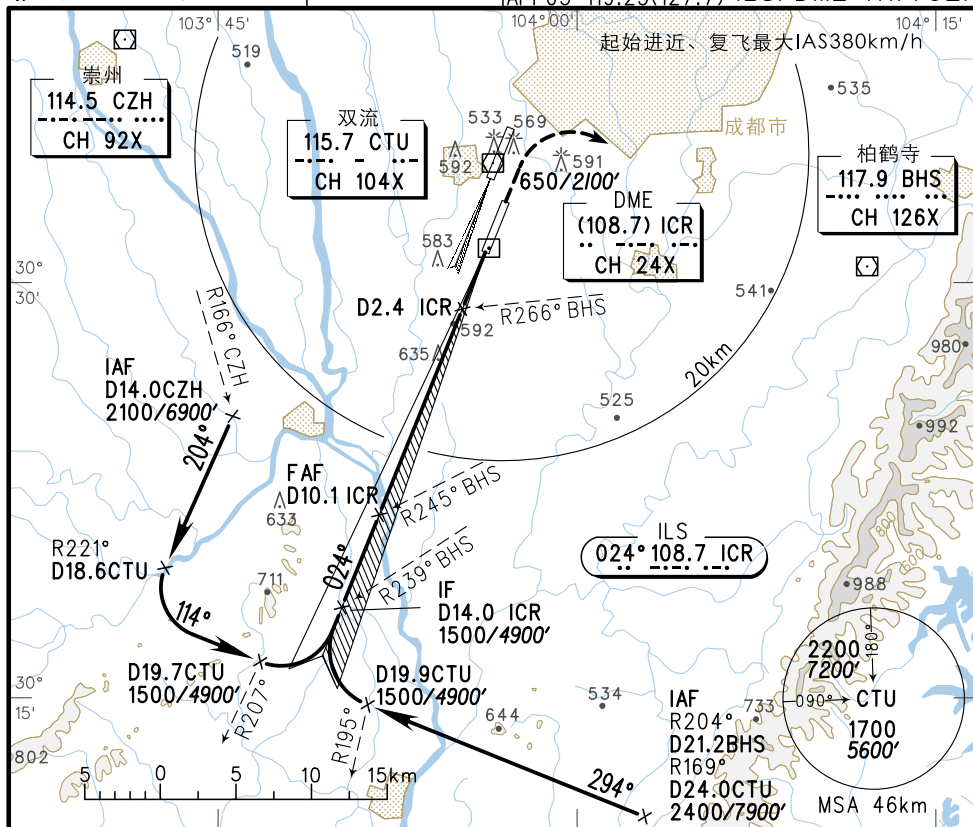 APP03 119.25(127.7)
103°45'
104°00'
104°15'
起始进近、复飞最大IAS380km/h
519
崇州
114.5 CZH
CH 92X
双流
115.7 CTU
CH 104X
533
569
592
591
650/2100'
成都市
535
柏鹤寺
117.9 BHS
CH 126X
DME
(108.7) ICR
CH 24X
583
30°
30'
D2.4 ICR
R266° BHS
592
635
541
980
20km
R166° CZH
IAF
D14.0CZH
2100/6900'
204°
525
992
FAF
D10.1 ICR
R245° BHS
633
R221°
D18.6CTU
024°
R239° BHS
ILS
024° 108.7 ICR
600
711
IF
D14.0 ICR
1500/4900'
988
114°
D19.7CTU
1500/4900'
R207°
D19.9CTU
1500/4900'
R195°
534
644
733
IAF
R204°
D21.2BHS
R169°
D24.0CTU
2400/7900'
294°
2200
7200'
180°
090°
CTU
1700
5600'
MSA 46km
30°
15'
802
5 0 5 10 15km